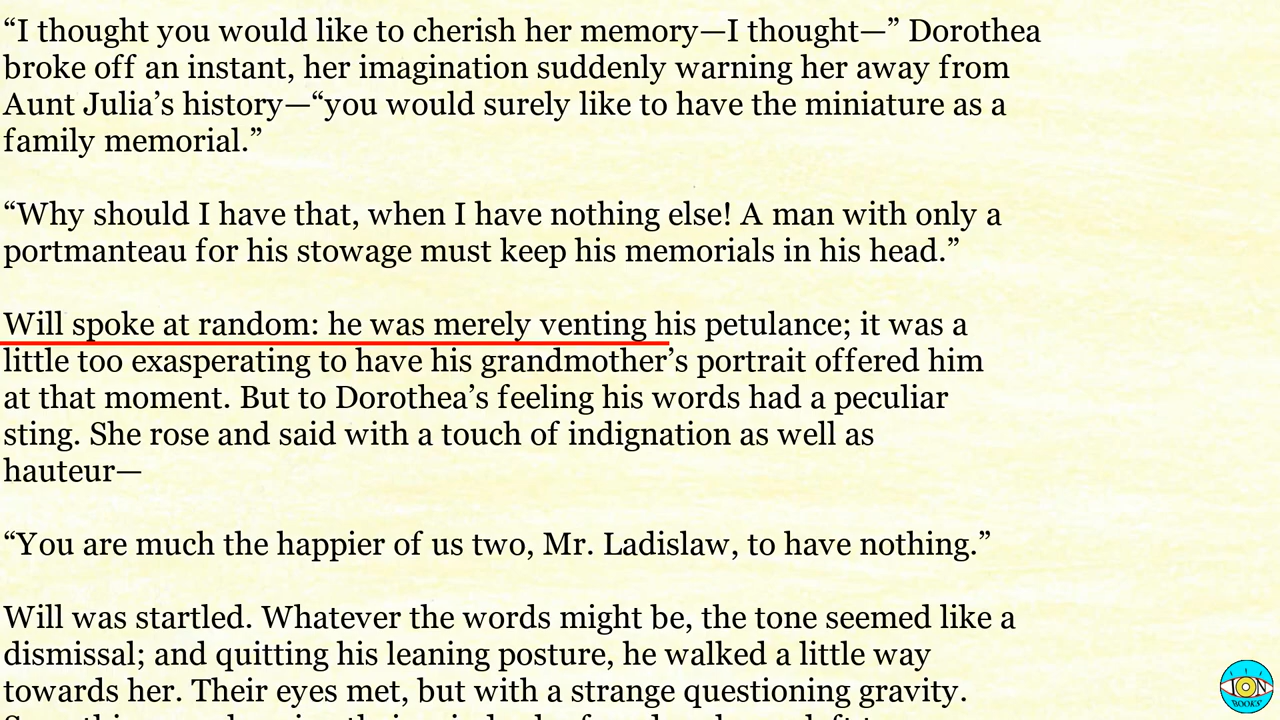 “I thought you would like to cherish her memory—I thought—” Dorothea
broke off an instant, her imagination suddenly warning her away from
Aunt Julia’s history—“you would surely like to have the miniature as a
family memorial.”
“Why should I have that, when I have nothing else! A man with only a
portmanteau for his stowage must keep his memorials in his head.”
Will spoke at random: he was merely venting his petulance; it was a
little too exasperating to have his grandmother’s portrait offered him
at that moment. But to Dorothea’s feeling his words had a peculiar
sting. She rose and said with a touch of indignation as well as
hauteur—
“You are much the happier of us two, Mr. Ladislaw, to have nothing.”
Will was startled. Whatever the words might be, the tone seemed like a
dismissal; and quitting his leaning posture, he walked a little way
towards her. Their eyes met, but with a strange questioning gravity.
ION
BOOKS